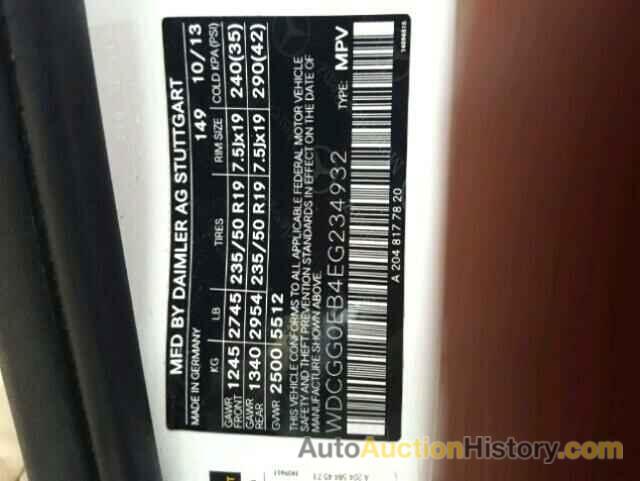 MFD BY DAIMLER AG STUTTGART
MADE IN GERMANY 149 10/13
KG LB TIRES RIM SIZE COLD KPA (PSI)
GAWR FRONT 1245 2745 235/50 R19 7.5Jx19 240(35)
GAWR REAR 1340 2954 235/50 R19 7.5Jx19 290(42)
GVWR 2500 5512
THIS VEHICLE CONFORMS TO ALL APPLICABLE FEDERAL MOTOR VEHICLE
SAFETY AND THEFT PREVENTION STANDARDS IN EFFECT ON THE DATE OF
MANUFACTURE SHOWN ABOVE.
WDCGG0EB4EG234932 TYPE: MPV
A 204 817 78 20
A 204 584 45 73
AutoAuctionHistory.com